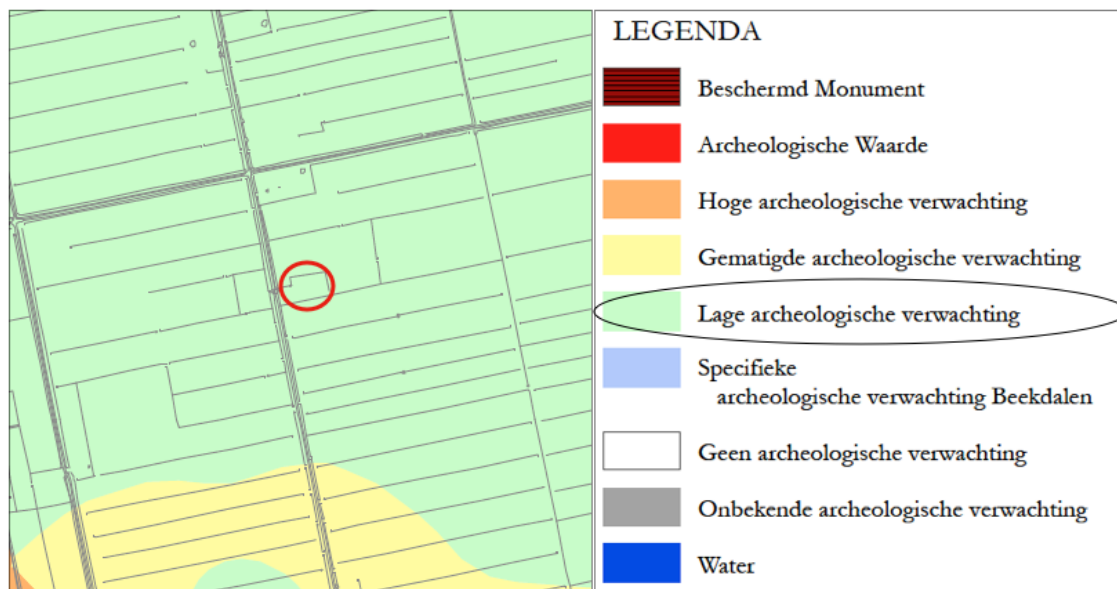 LEGENDA
Beschermd Monument
Archeologische Waarde
Hoge archeologische verwachting
Gematigde archeologische verwachting
Lage archeologische verwachting
Specifieke
archeologische verwachting Beekdalen
Geen archeologische verwachting
Onbekende archeologische verwachting
Water